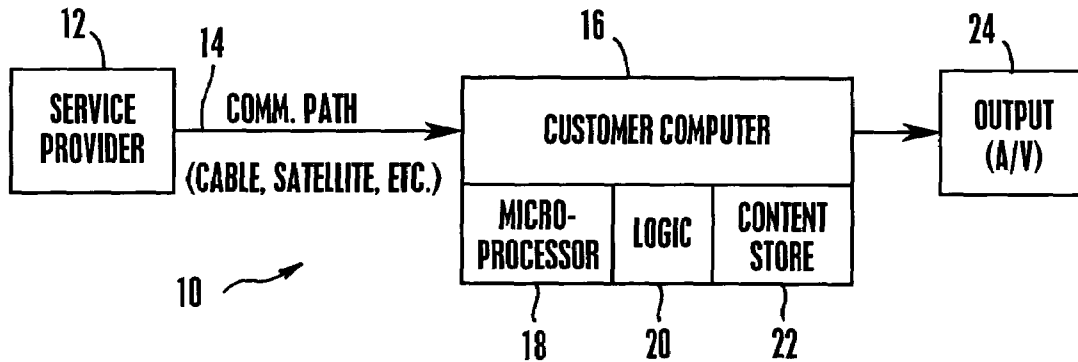 12
14
16
24
SERVICE
PROVIDER
COMM. PATH
(CABLE, SATELLITE, ETC.)
CUSTOMER COMPUTER
MICRO-
PROCESSOR
LOGIC
CONTENT
STORE
OUTPUT
(A/V)
10
18
20
22